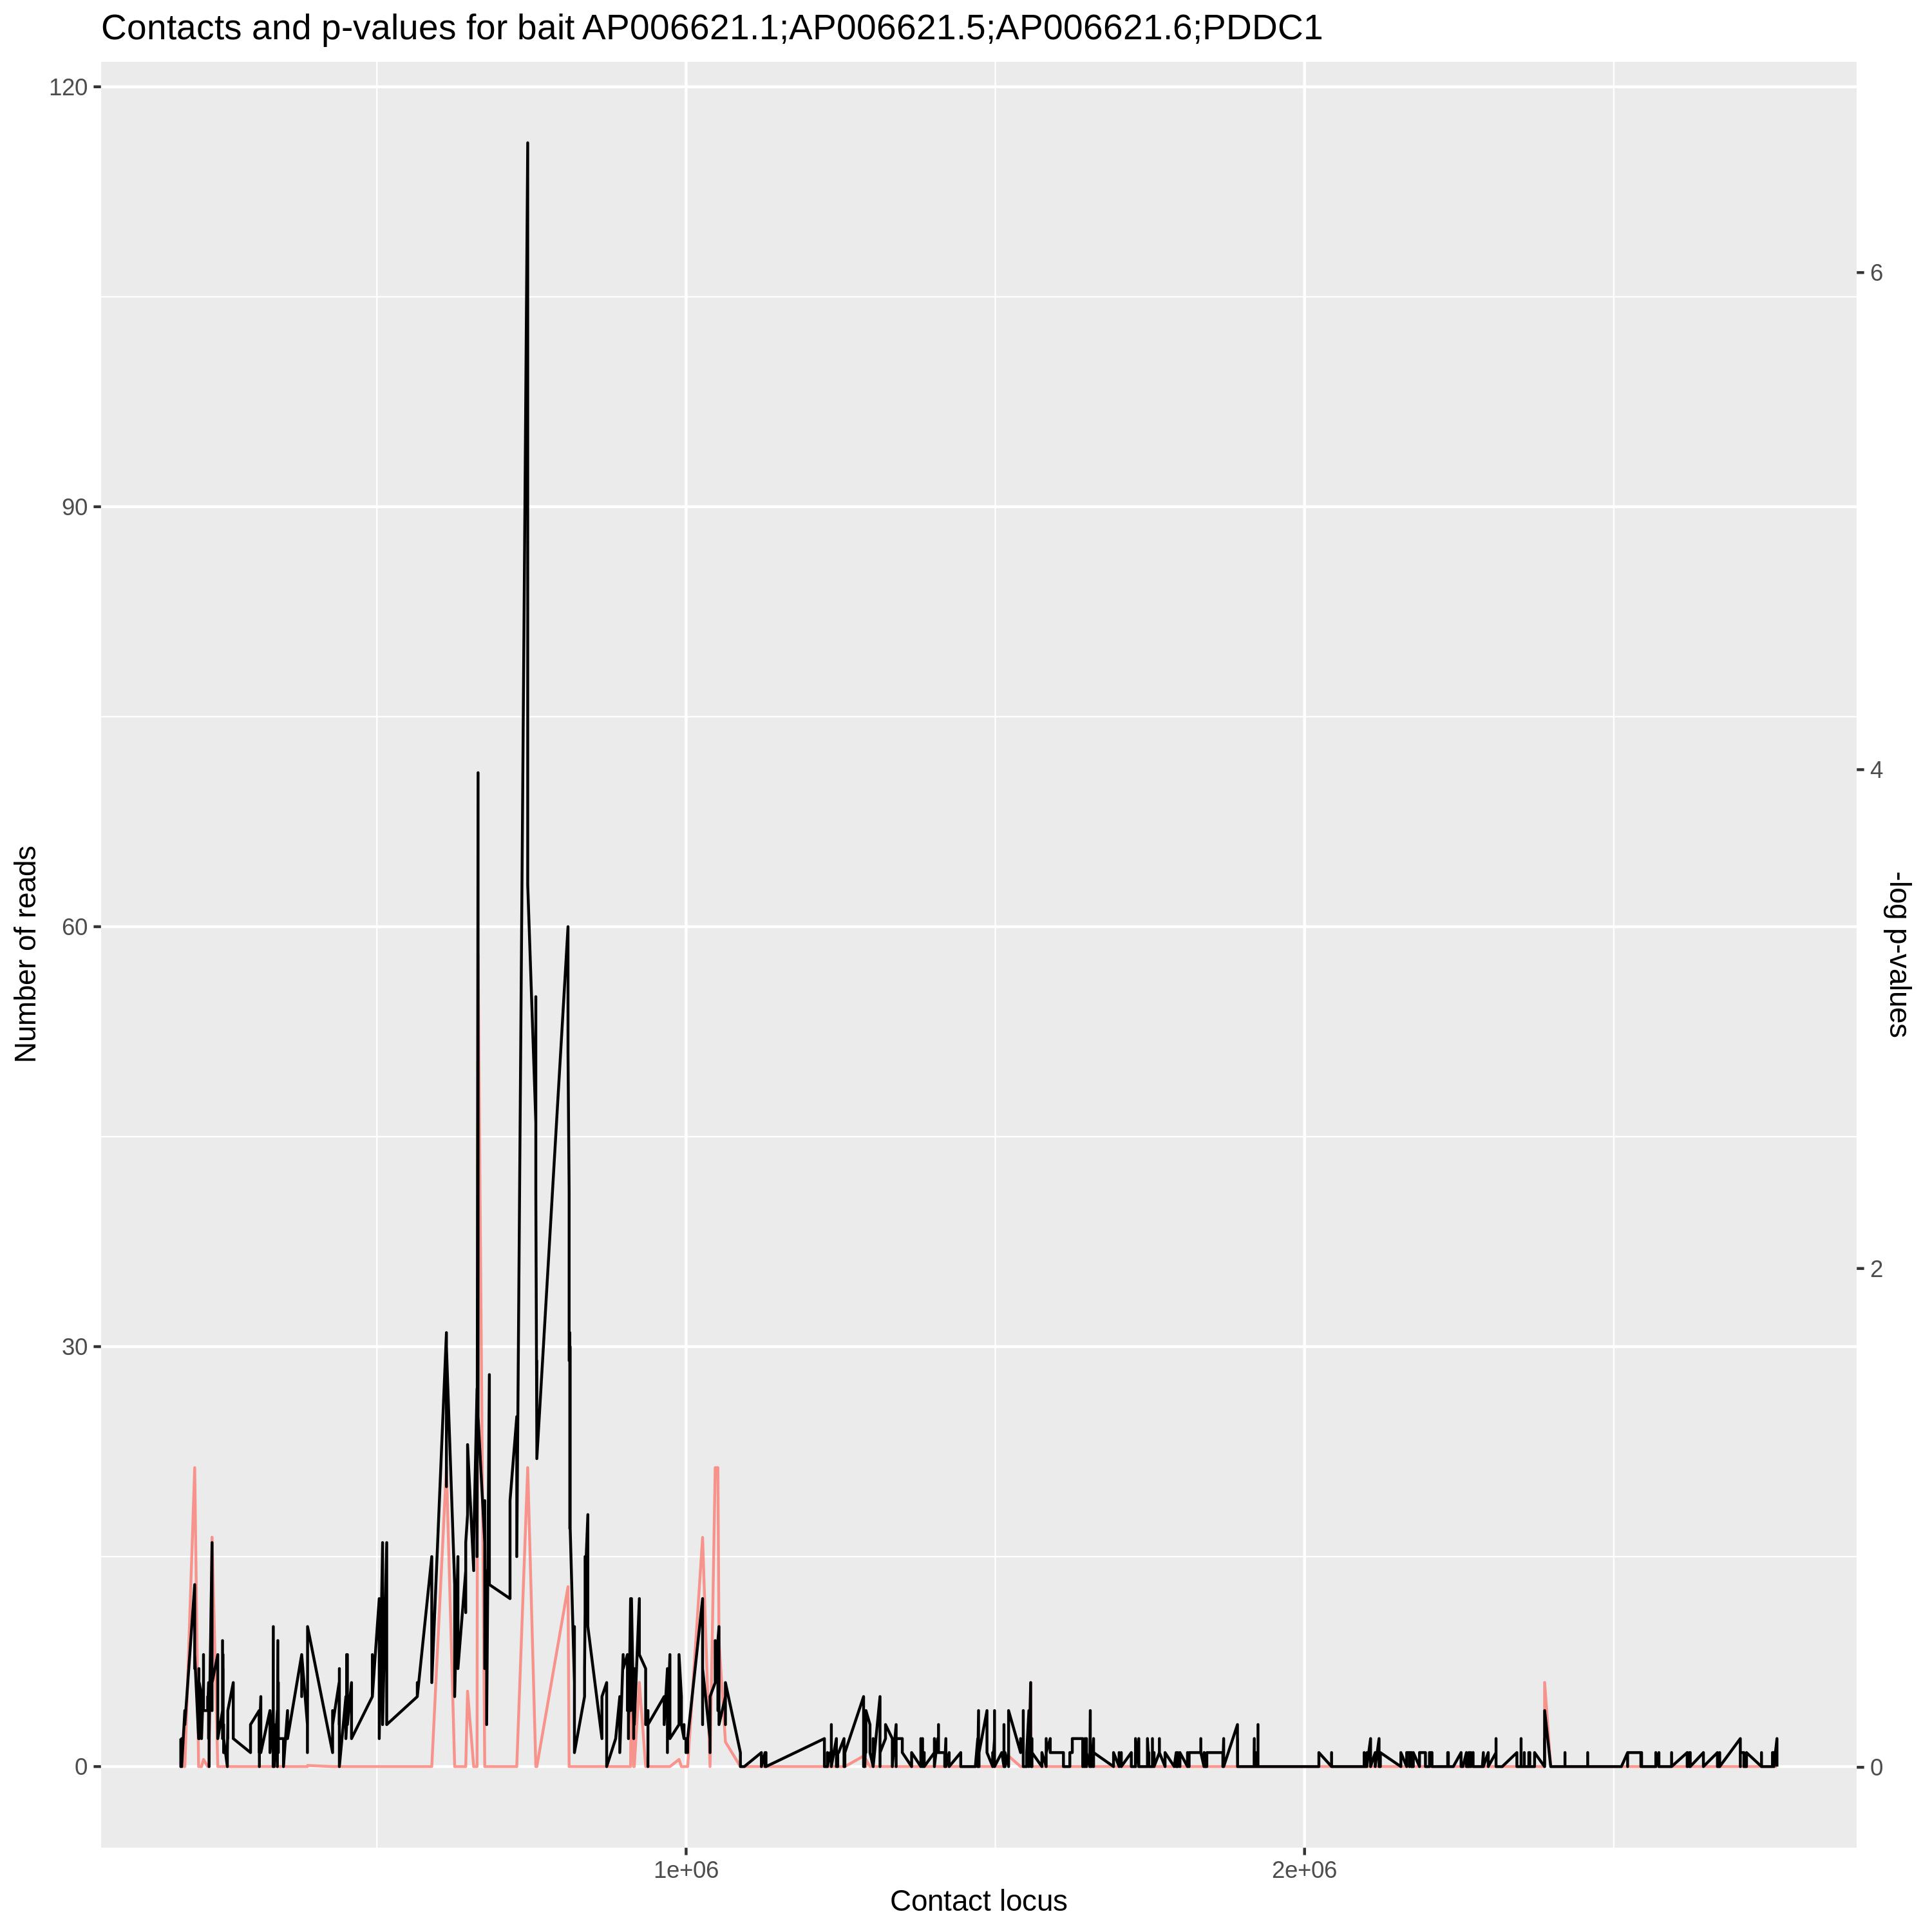 Contacts and p-values for bait AP006621.1;AP006621.5;AP006621.6;PDDC1
120
90
60
30
0
Number of reads
6
4
2
0
-log p-values
1e+06
2e+06
Contact locus